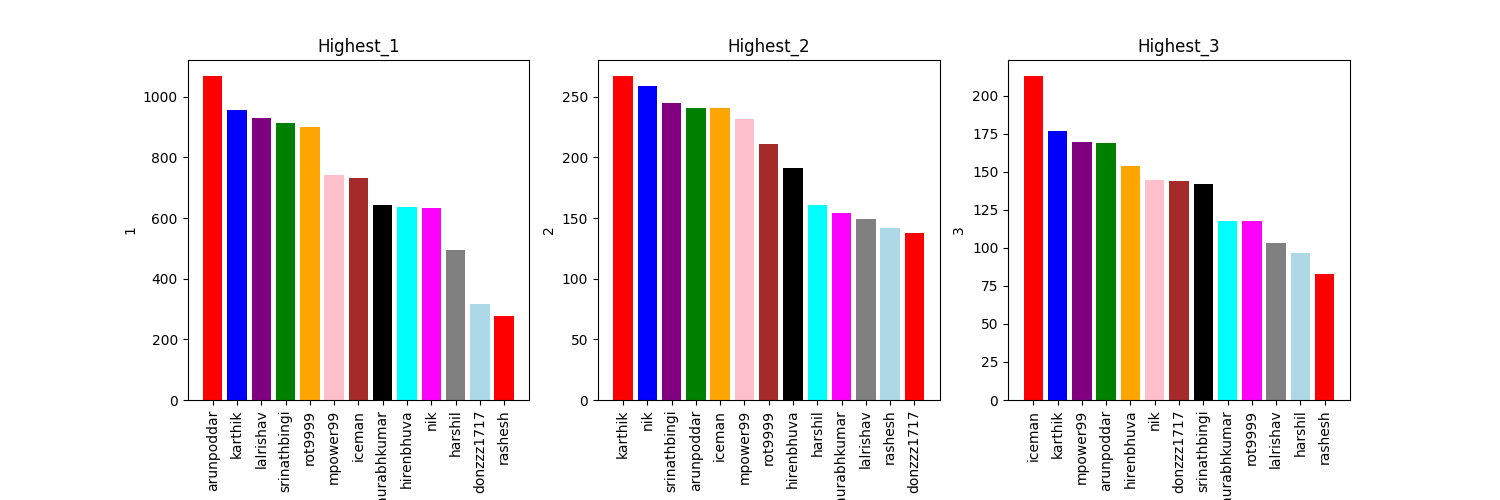 Highest_1
1000
800
600
400
200
0
1
arunpoddar
karthik
lalrishav
srinathbingi
rot9999
mpower99
iceman
urabhkumar
hirenbhuva
nik
harshil
donzzz1717
rashesh
Highest_2
250
200
150
100
50
0
2
karthik
nik
srinathbingi
arunpoddar
iceman
mpower99
rot9999
hirenbhuva
harshil
urabhkumar
lalrishav
rashesh
donzzz1717
Highest_3
200
175
150
125
100
75
50
25
0
3
iceman
karthik
mpower99
arunpoddar
hirenbhuva
nik
donzzz1717
srinathbingi
urabhkumar
rot9999
lalrishav
harshil
rashesh